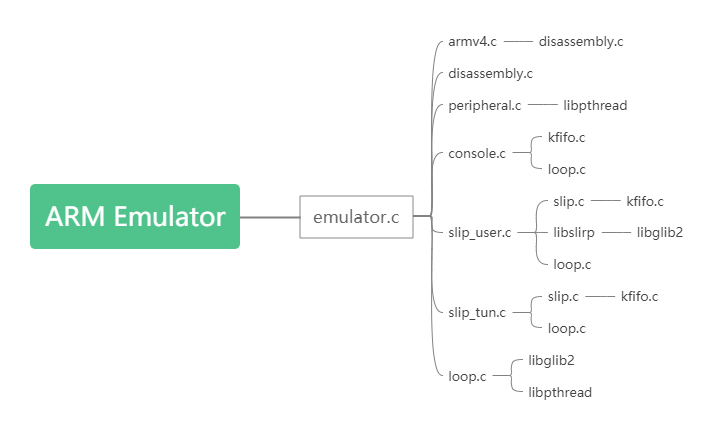 ARM Emulator
emulator.c
armv4.c
disassembly.c
disassembly.c
peripheral.c
libpthread
console.c
kfifo.c
loop.c
slip_user.c
slip.c
kfifo.c
libslirp
libglib2
loop.c
slip_tun.c
slip.c
kfifo.c
loop.c
loop.c
libglib2
libpthread